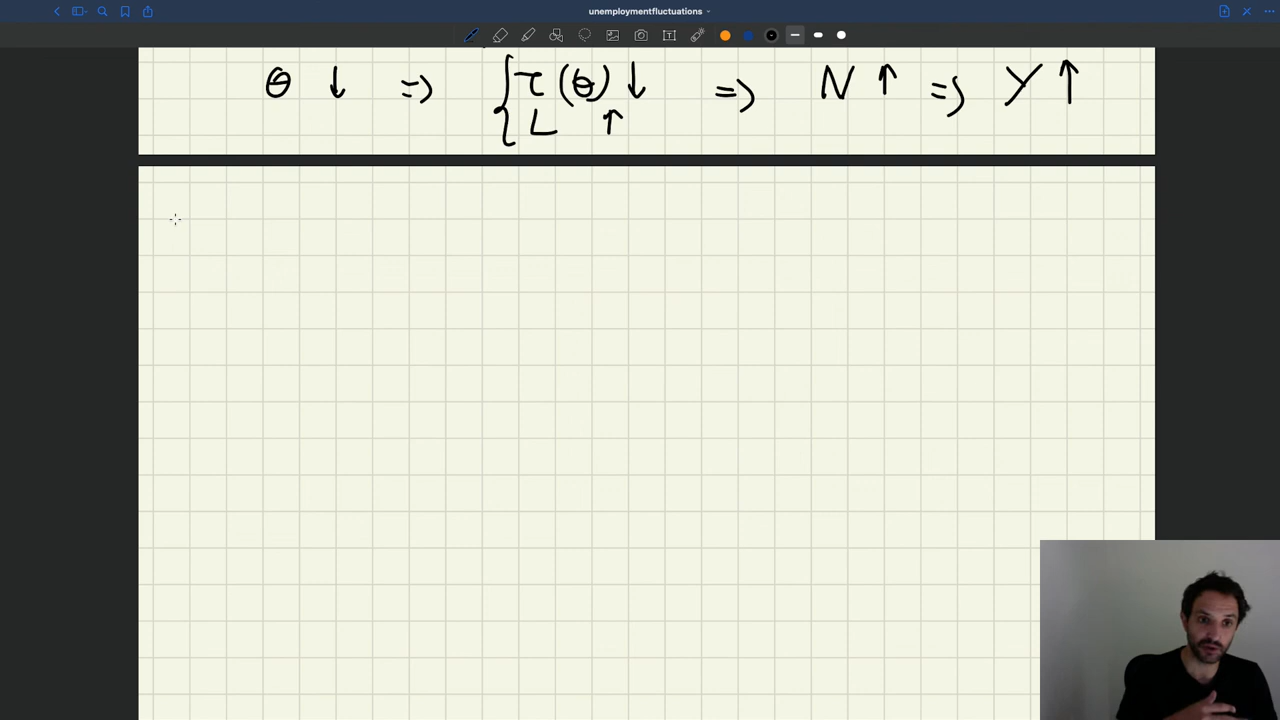 unemploymentfluctuations
θ ↓ => { τ(θ) ↓ => N ↑ => Y ↑
L ↑